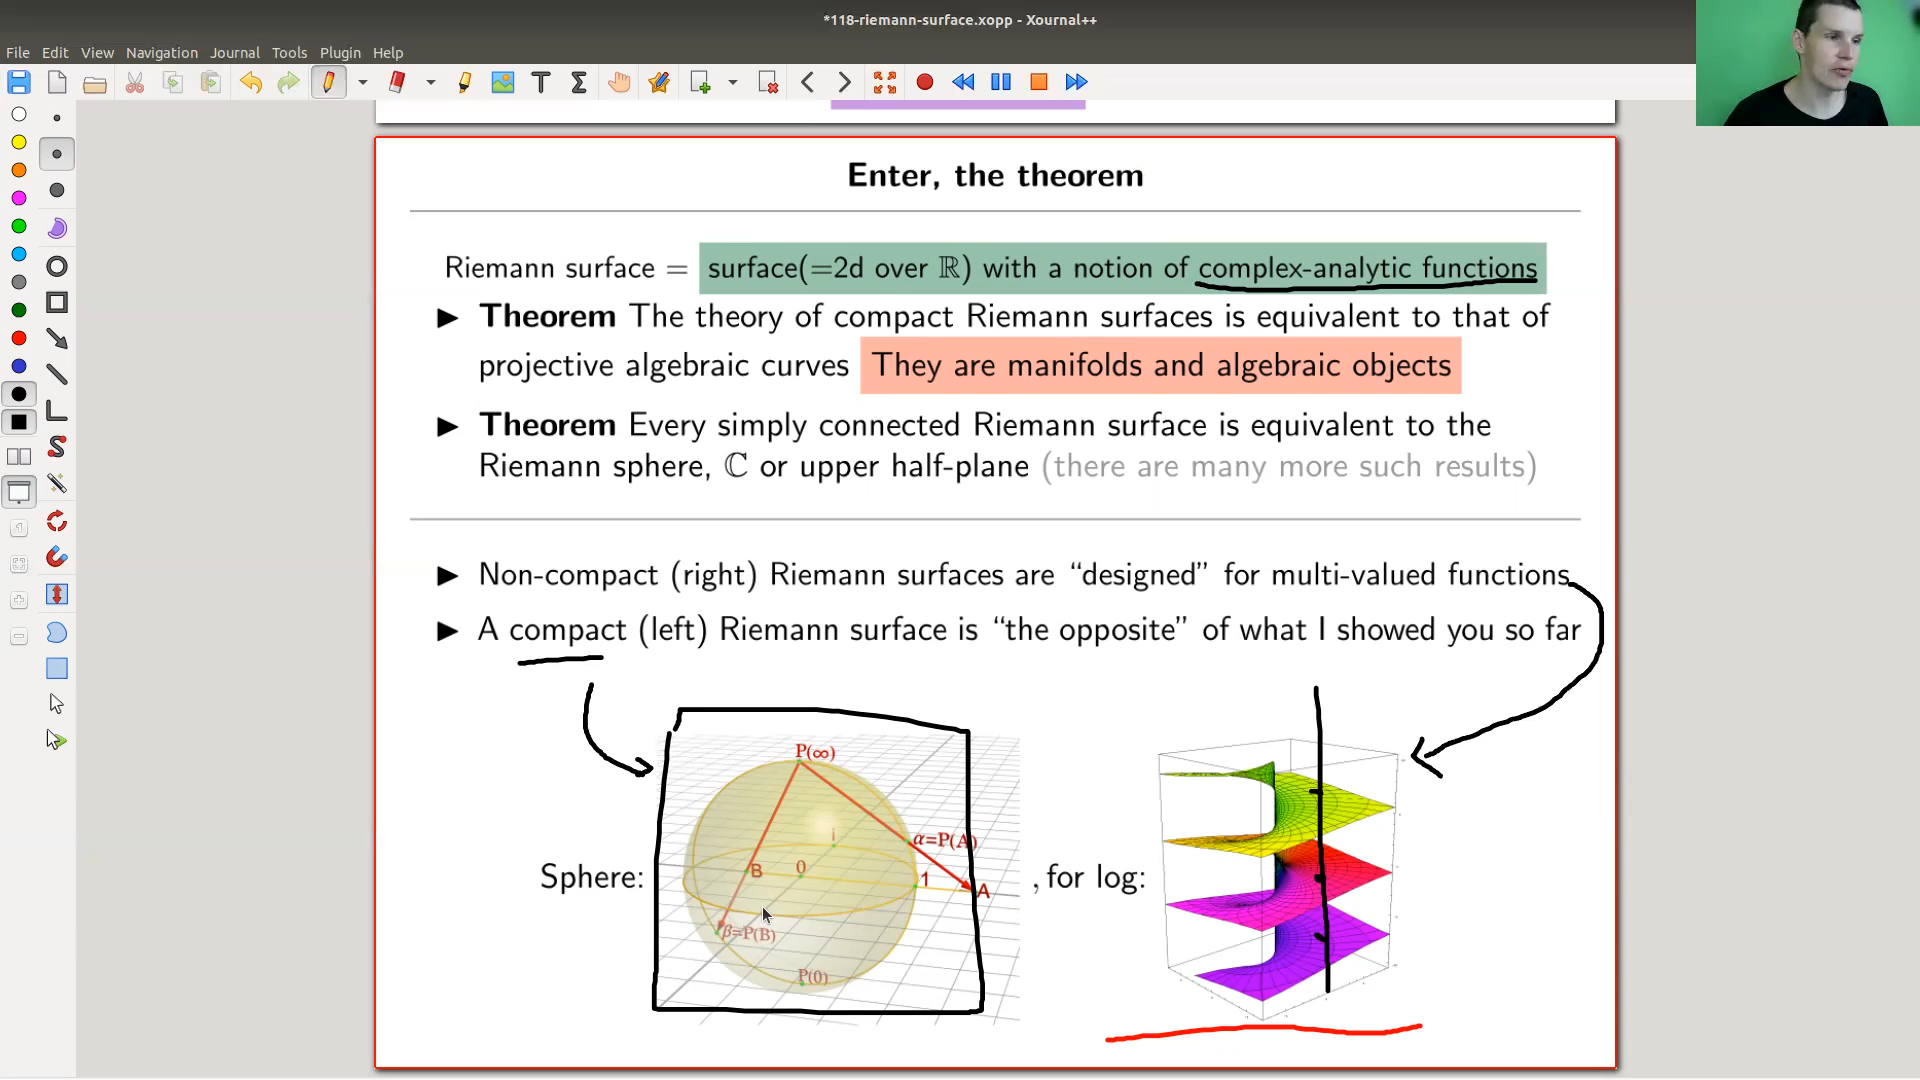 *118-riemann-surface.xopp - Xournal++
File Edit View Navigation Journal Tools Plugin Help
Enter, the theorem
Riemann surface = surface(=2d over ℝ) with a notion of complex-analytic functions
▶ Theorem The theory of compact Riemann surfaces is equivalent to that of
projective algebraic curves They are manifolds and algebraic objects
▶ Theorem Every simply connected Riemann surface is equivalent to the
Riemann sphere, ℂ or upper half-plane (there are many more such results)
▶ Non-compact (right) Riemann surfaces are “designed” for multi-valued functions
▶ A compact (left) Riemann surface is “the opposite” of what I showed you so far
Sphere:
P(∞)
i
α=P(A)
B
0
1
A
β=P(B)
P(0)
, for log: